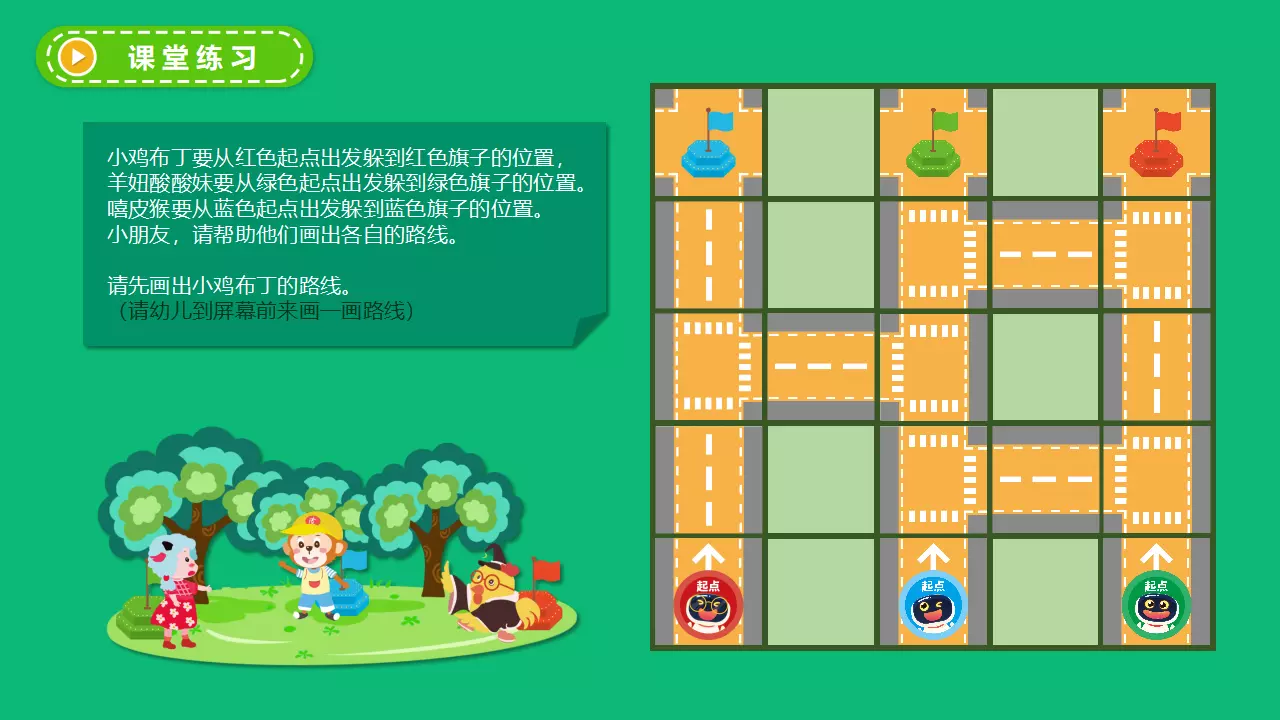 课堂练习
小鸡布丁要从红色起点出发躲到红色旗子的位置，
羊妞酸酸妹要从绿色起点出发躲到绿色旗子的位置。
嘻皮猴要从蓝色起点出发躲到蓝色旗子的位置。
小朋友，请帮助他们画出各自的路线。
请先画出小鸡布丁的路线。
（请幼儿到屏幕前来画一画路线）
起点
起点
起点